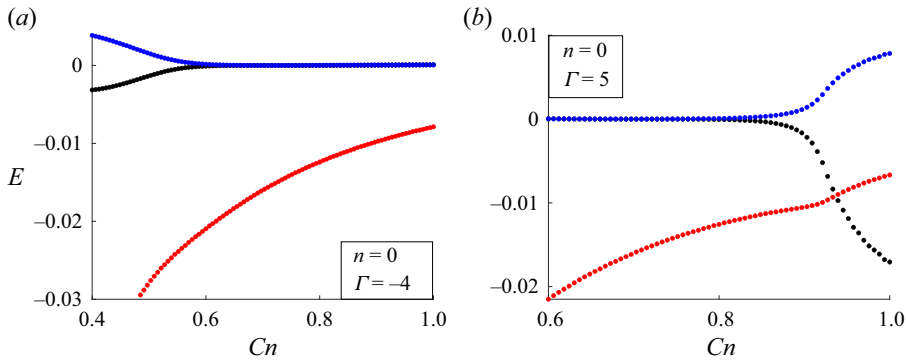 (a)
0
–0.01
E
–0.02
–0.03
n = 0
Γ = –4
0.4 0.6 0.8 1.0
Cn
(b)
0.01
n = 0
Γ = 5
0
–0.01
–0.02
0.6 0.8 1.0
Cn